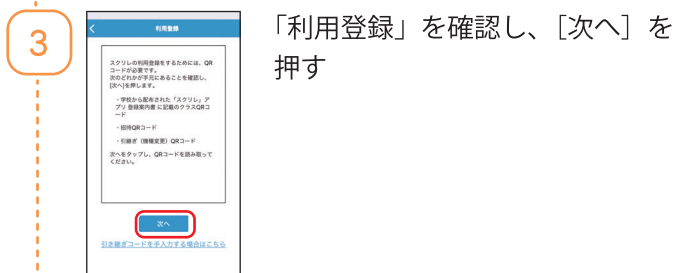 3
「利用登録」を確認し、［次へ］を
押す
利用登録
スクリレの利用登録をするためには、QR
コードが必要です。
次のどれかが手元にあることを確認し、
[次へ]を押します。
・学校から配布された「スクリレ」ア
プリ 登録案内書 に記載のクラスQRコ
ード
・招待QRコード
・引継ぎ（機種変更）QRコード
次へをタップし、QRコードを読み取って
ください。
次へ
引き継ぎコードを手入力する場合はこちら